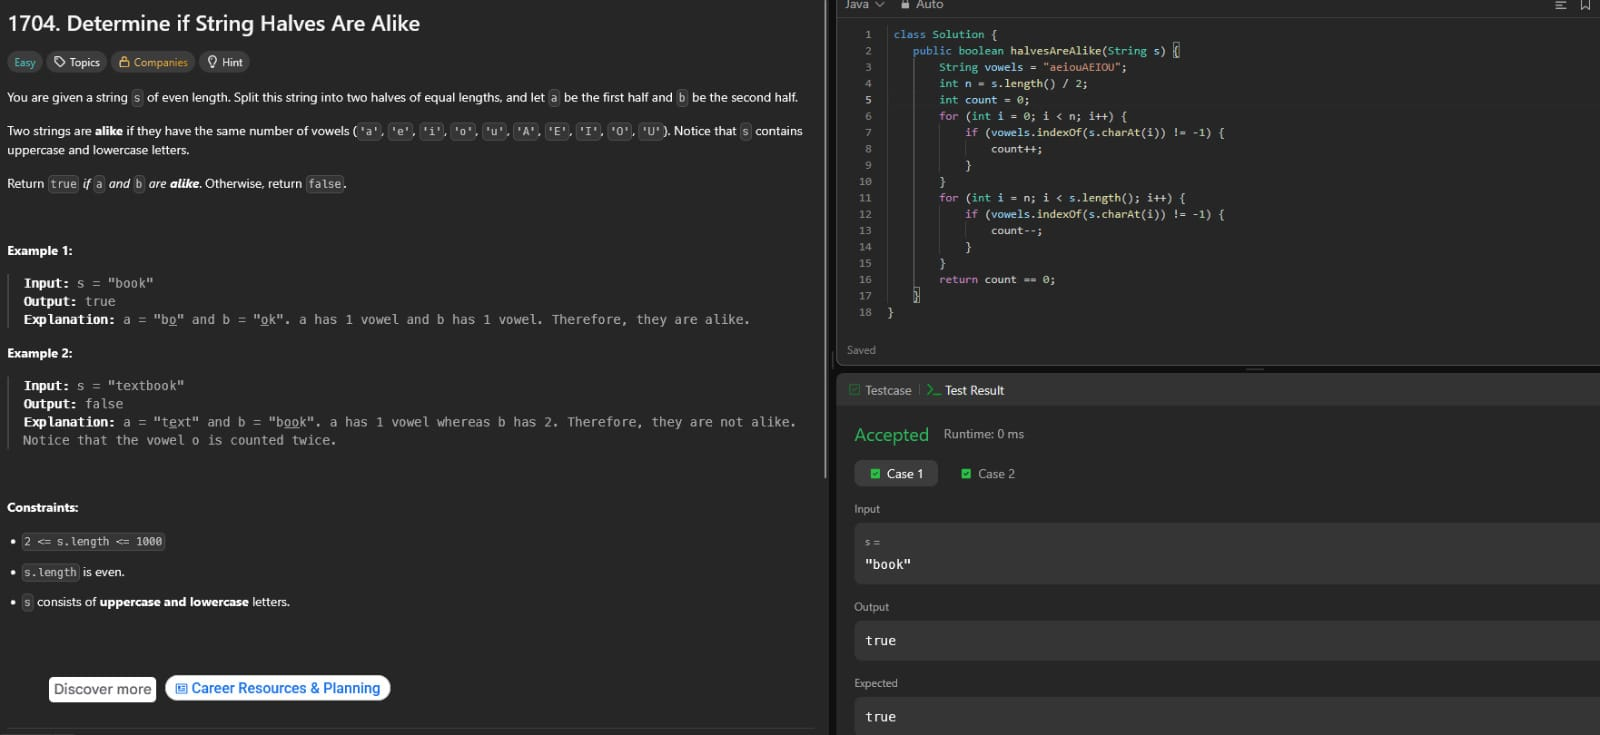 1704. Determine if String Halves Are Alike
Easy Topics Companies Hint
You are given a string s of even length. Split this string into two halves of equal lengths, and let a be the first half and b be the second half.
Two strings are alike if they have the same number of vowels ('a', 'e', 'i', 'o', 'u', 'A', 'E', 'I', 'O', 'U'). Notice that s contains
uppercase and lowercase letters.
Return true if a and b are alike. Otherwise, return false.
Example 1:
Input: s = "book"
Output: true
Explanation: a = "bo" and b = "ok". a has 1 vowel and b has 1 vowel. Therefore, they are alike.
Example 2:
Input: s = "textbook"
Output: false
Explanation: a = "text" and b = "book". a has 1 vowel whereas b has 2. Therefore, they are not alike.
Notice that the vowel o is counted twice.
Constraints:
• 2 <= s.length <= 1000
• s.length is even.
• s consists of uppercase and lowercase letters.
Discover more Career Resources & Planning
Java Auto
1 class Solution {
2 public boolean halvesAreAlike(String s) {
3 String vowels = "aeiouAEIOU";
4 int n = s.length() / 2;
5 int count = 0;
6 for (int i = 0; i < n; i++) {
7 if (vowels.indexOf(s.charAt(i)) != -1) {
8 count++;
9 }
10 }
11 for (int i = n; i < s.length(); i++) {
12 if (vowels.indexOf(s.charAt(i)) != -1) {
13 count--;
14 }
15 }
16 return count == 0;
17 }
18 }
Saved
Testcase Test Result
Accepted Runtime: 0 ms
Case 1 Case 2
Input
s =
"book"
Output
true
Expected
true